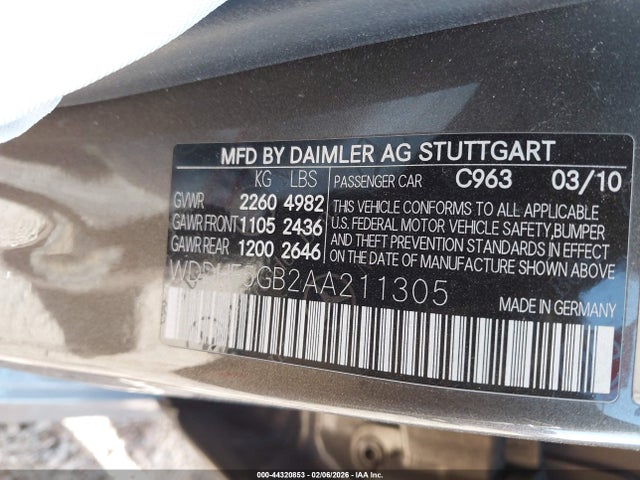 MFD BY DAIMLER AG STUTTGART
KG LBS
GVWR 2260 4982
GAWR FRONT 1105 2436
GAWR REAR 1200 2646
PASSENGER CAR C963 03/10
THIS VEHICLE CONFORMS TO ALL APPLICABLE
U.S. FEDERAL MOTOR VEHICLE SAFETY,BUMPER
AND THEFT PREVENTION STANDARDS IN EFFECT
ON THE DATE OF MANUFACTURE SHOWN ABOVE
MADE IN GERMANY
000-44320853 - 02/06/2026 - IAA Inc.